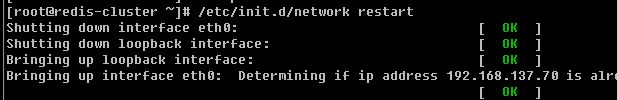 [root@redis-cluster ~]# /etc/init.d/network restart
Shutting down interface eth0: [ OK ]
Shutting down loopback interface: [ OK ]
Bringing up loopback interface: [ OK ]
Bringing up interface eth0: Determining if ip address 192.168.137.70 is
[ OK ]